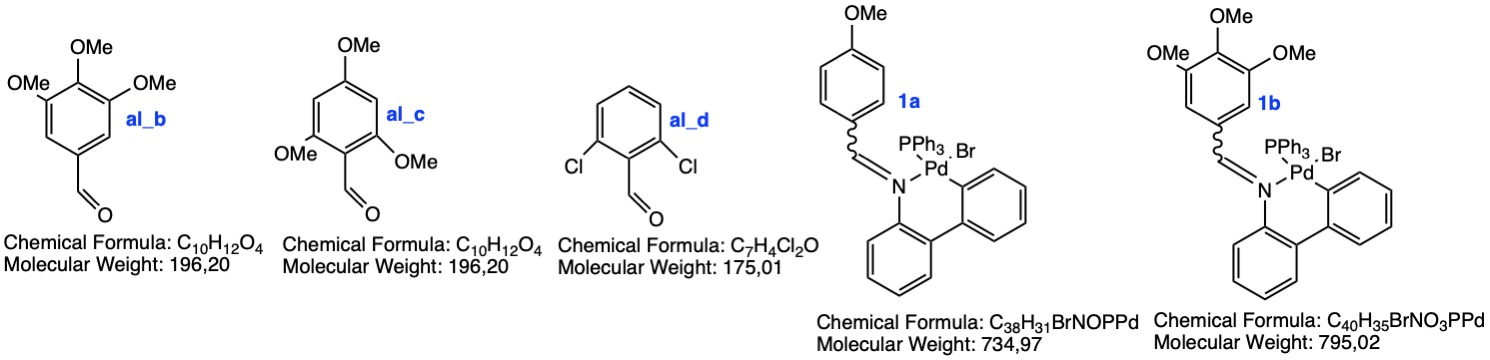 OMe
OMe
OMe
al_b
O
Chemical Formula: C₁₀H₁₂O₄
Molecular Weight: 196,20
OMe
al_c
OMe
OMe
O
Chemical Formula: C₁₀H₁₂O₄
Molecular Weight: 196,20
al_d
Cl
Cl
O
Chemical Formula: C₇H₄Cl₂O
Molecular Weight: 175,01
OMe
1a
PPh₃
Br
Pd
N
Chemical Formula: C₃₈H₃₁BrNOPPd
Molecular Weight: 734,97
OMe
OMe
OMe
1b
PPh₃
Br
Pd
N
Chemical Formula: C₄₀H₃₅BrNO₃PPd
Molecular Weight: 795,02